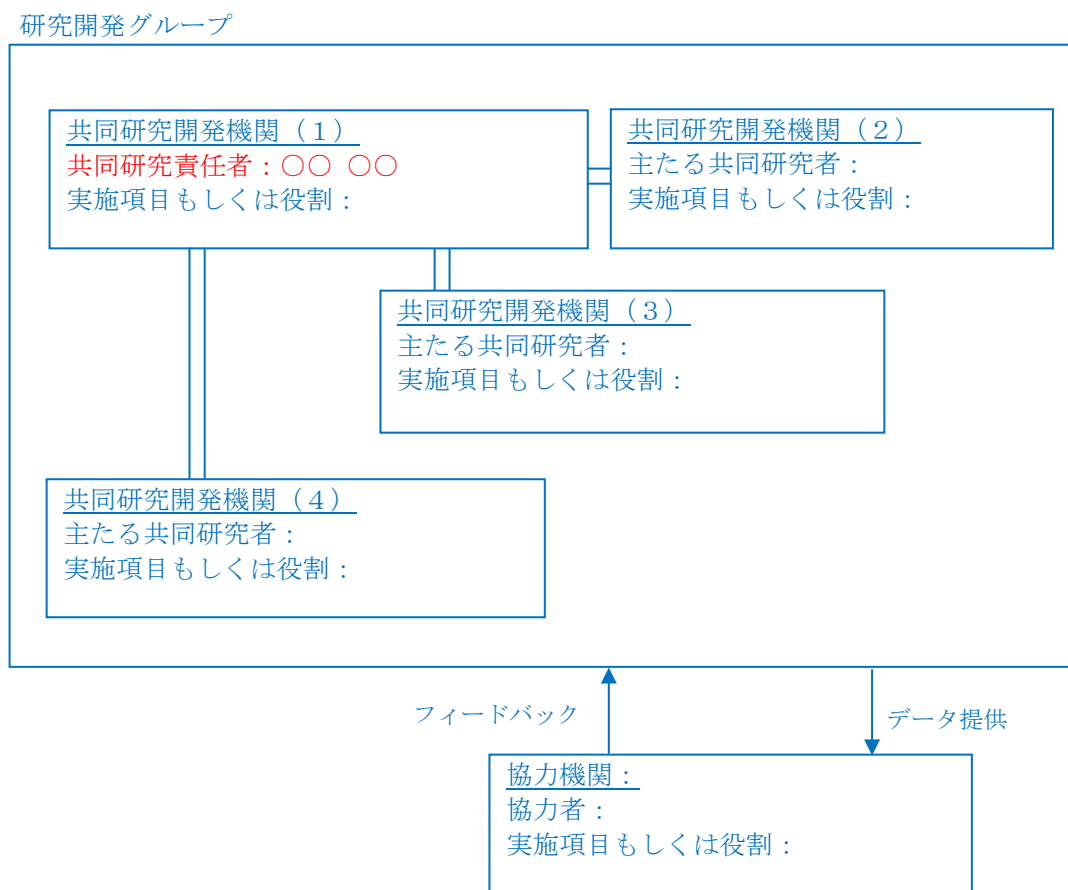 研究開発グループ
共同研究開発機関（１）
共同研究責任者：○○ ○○
実施項目もしくは役割：
共同研究開発機関（２）
主たる共同研究者：
実施項目もしくは役割：
共同研究開発機関（３）
主たる共同研究者：
実施項目もしくは役割：
共同研究開発機関（４）
主たる共同研究者：
実施項目もしくは役割：
フィードバック
データ提供
協力機関：
協力者：
実施項目もしくは役割：